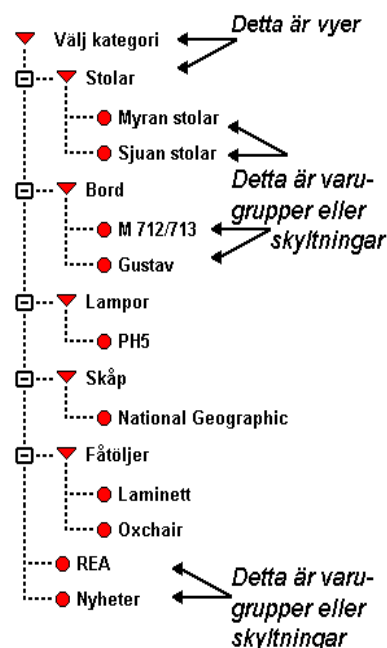 Välj kategori
Detta är vyer
Stolar
Myran stolar
Sjuan stolar
Detta är varu-
grupper eller
skyltningar
Bord
M 712/713
Gustav
Lampor
PH5
Skåp
National Geographic
Fåtöljer
Laminett
Oxchair
REA
Nyheter
Detta är varu-
grupper eller
skyltningar